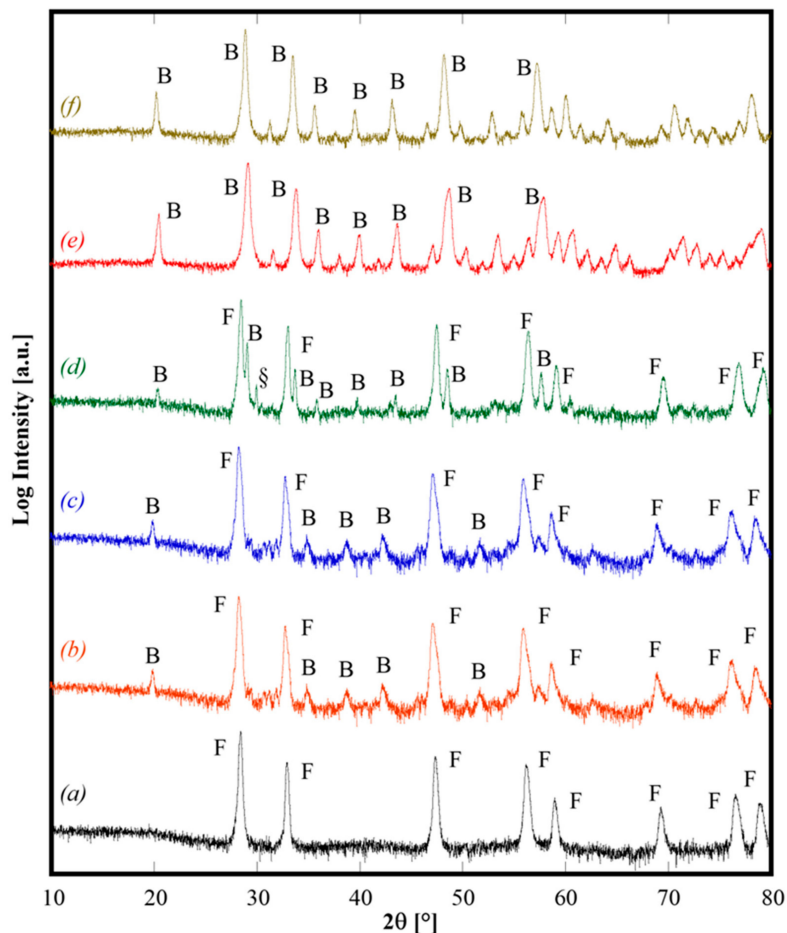 B B B B B B B
(f)
B B B B B B B
(e)
F B F F F
(d) B § B B B B B B F F F F
(c) F F F F F F F
B B B B B
(b) F F F F F F F
B B B B B
(a) F F F F F F F
Log Intensity [a.u.]
10 20 30 40 50 60 70 80
2θ [°]